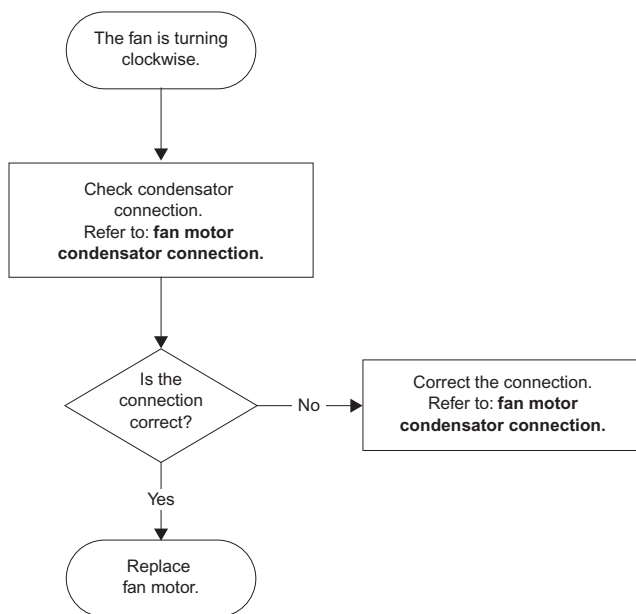 The fan is turning
clockwise.
Check condensator
connection.
Refer to: fan motor
condensator connection.
Is the
connection
correct?
No
Correct the connection.
Refer to: fan motor
condensator connection.
Yes
Replace
fan motor.